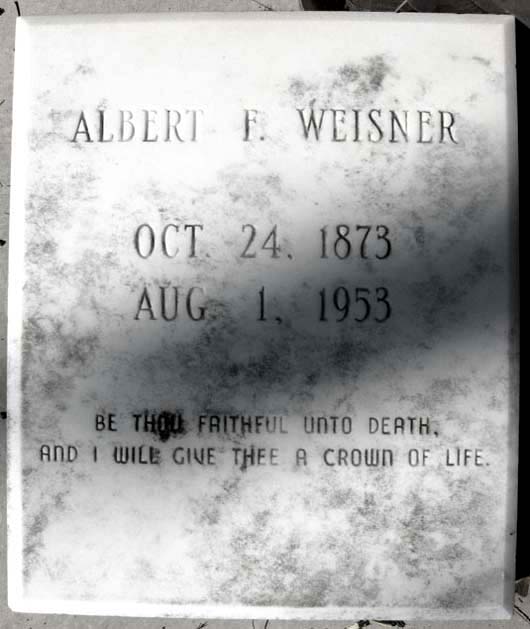 ALBERT F. WEISNER
OCT. 24, 1873
AUG. 1, 1953
BE THOU FAITHFUL UNTO DEATH,
AND I WILL GIVE THEE A CROWN OF LIFE.